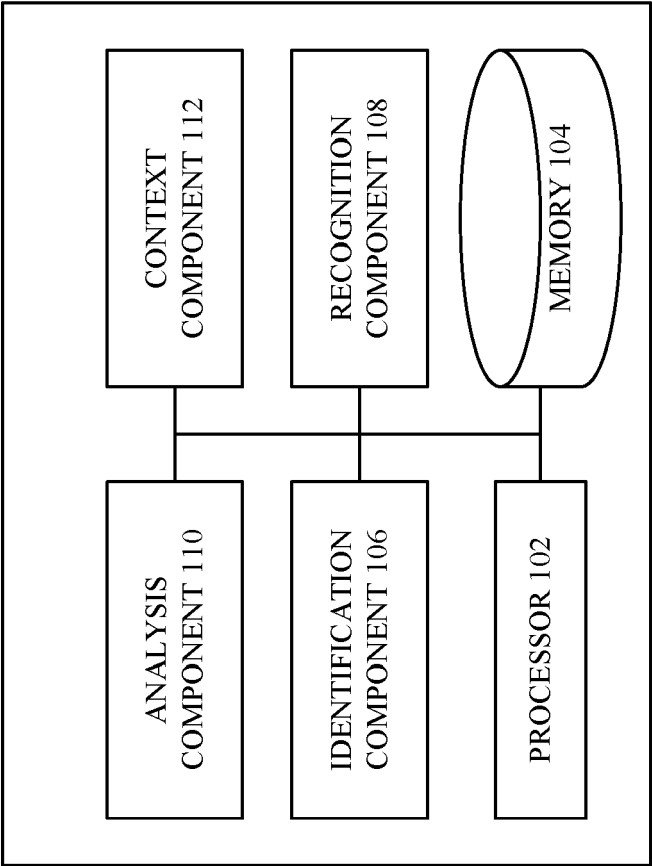 ANALYSIS
COMPONENT 110
CONTEXT
COMPONENT 112
IDENTIFICATION
COMPONENT 106
RECOGNITION
COMPONENT 108
PROCESSOR 102
MEMORY 104